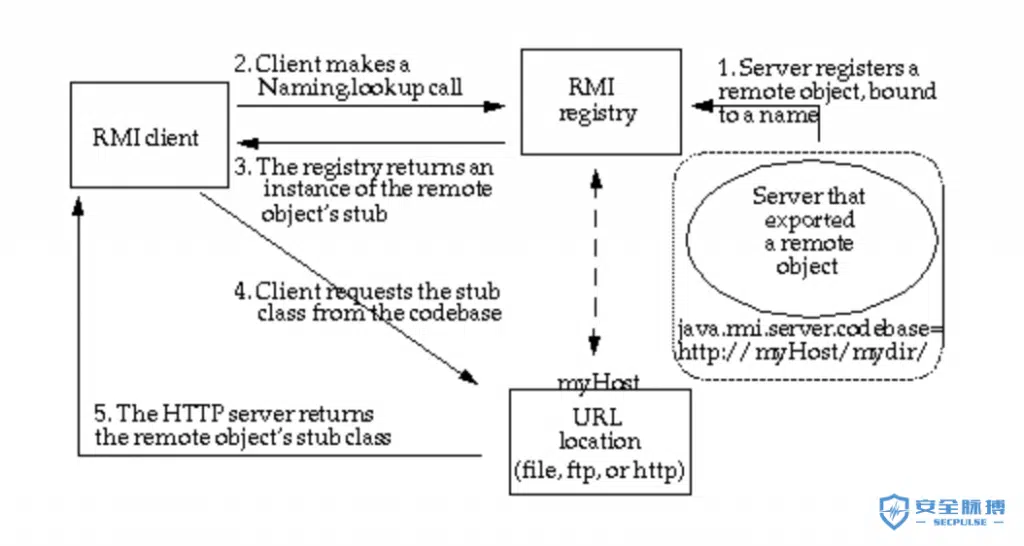 2. Client makes a
Naming.lookup call
RMI
registry
1. Server registers a
remote object, bound
to a name
RMI client
3. The registry returns an
instance of the remote
object's stub
Server that
exported
a remote
object
4. Client requests the stub
class from the codebase
java.rmi.server.codebase=
http://myHost/mydir/
myHost
URL
location
(file, ftp, or http)
5. The HTTP server returns
the remote object's stub class
安全脉搏
SECPULSE